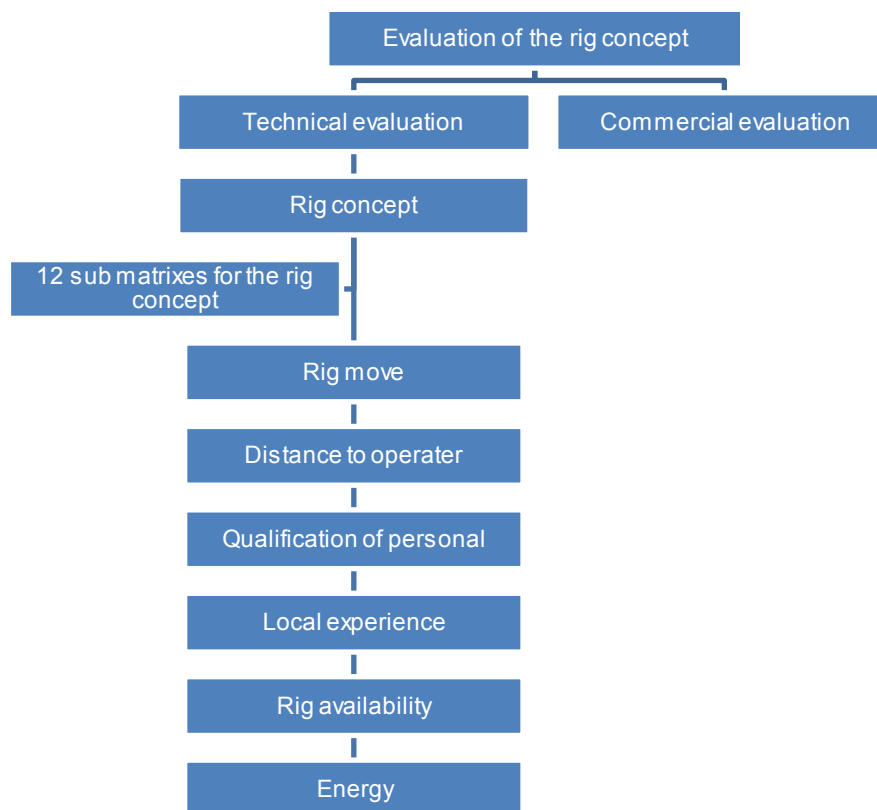 Evaluation of the rig concept
Technical evaluation
Commercial evaluation
Rig concept
12 sub matrixes for the rig
concept
Rig move
Distance to operater
Qualification of personal
Local experience
Rig availability
Energy